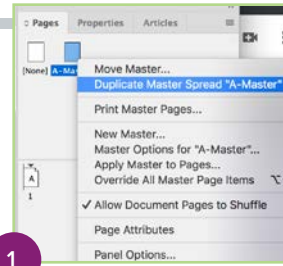 Pages Properties Articles
[None] A-Ma
Move Master...
Duplicate Master Spread "A-Master"
Print Master Pages...
New Master...
Master Options for "A-Master"...
Apply Master to Pages...
Override All Master Page Items
A
1
✓ Allow Document Pages to Shuffle
Page Attributes
Panel Options...
1